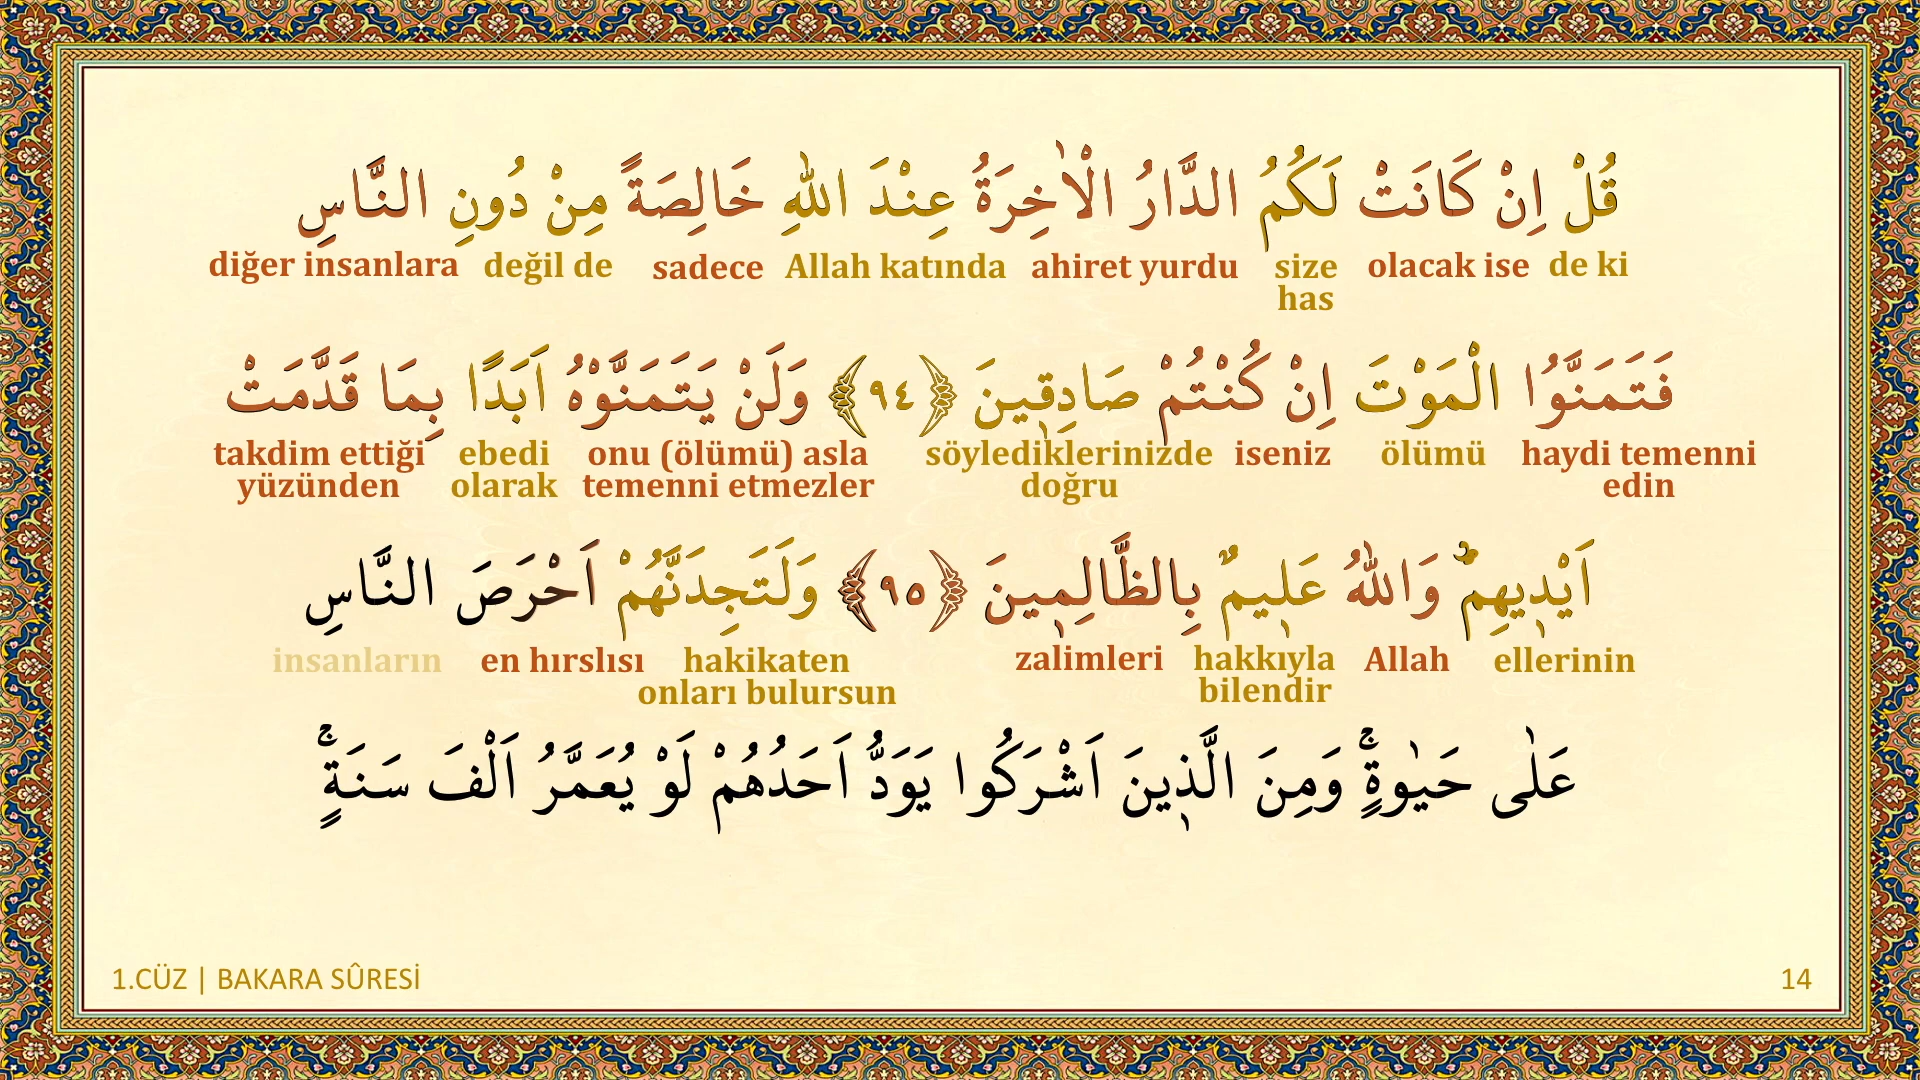 قُلْ اِنْ كَانَتْ لَكُمُ الدَّارُ الْاٰخِرَةُ عِنْدَ اللّٰهِ خَالِصَةً مِنْ دُونِ النَّاسِ
diğer insanlara değil de sadece Allah katında ahiret yurdu size has olacak ise de ki
فَتَمَنَّوُا الْمَوْتَ اِنْ كُنْتُمْ صَادِقٖينَ ﴿٩٤﴾ وَلَنْ يَتَمَنَّوْهُ اَبَدًا بِمَا قَدَّمَتْ
takdim ettiği yüzünden ebedi olarak onu (ölümü) asla temenni etmezler söylediklerinizde doğru iseniz ölümü haydi temenni edin
اَيْدٖيهِمْۜ وَاللّٰهُ عَلٖيمٌ بِالظَّالِمٖينَ ﴿٩٥﴾ وَلَتَجِدَنَّهُمْ اَحْرَصَ النَّاسِ
insanların en hırslısı hakikaten onları bulursun zalimleri hakkıyla bilendir Allah ellerinin
عَلٰى حَيٰوةٍۚ وَمِنَ الَّذٖينَ اَشْرَكُوا يَوَدُّ اَحَدُهُمْ لَوْ يُعَمَّرُ اَلْفَ سَنَةٍۚ
1.CÜZ | BAKARA SÛRESİ 14